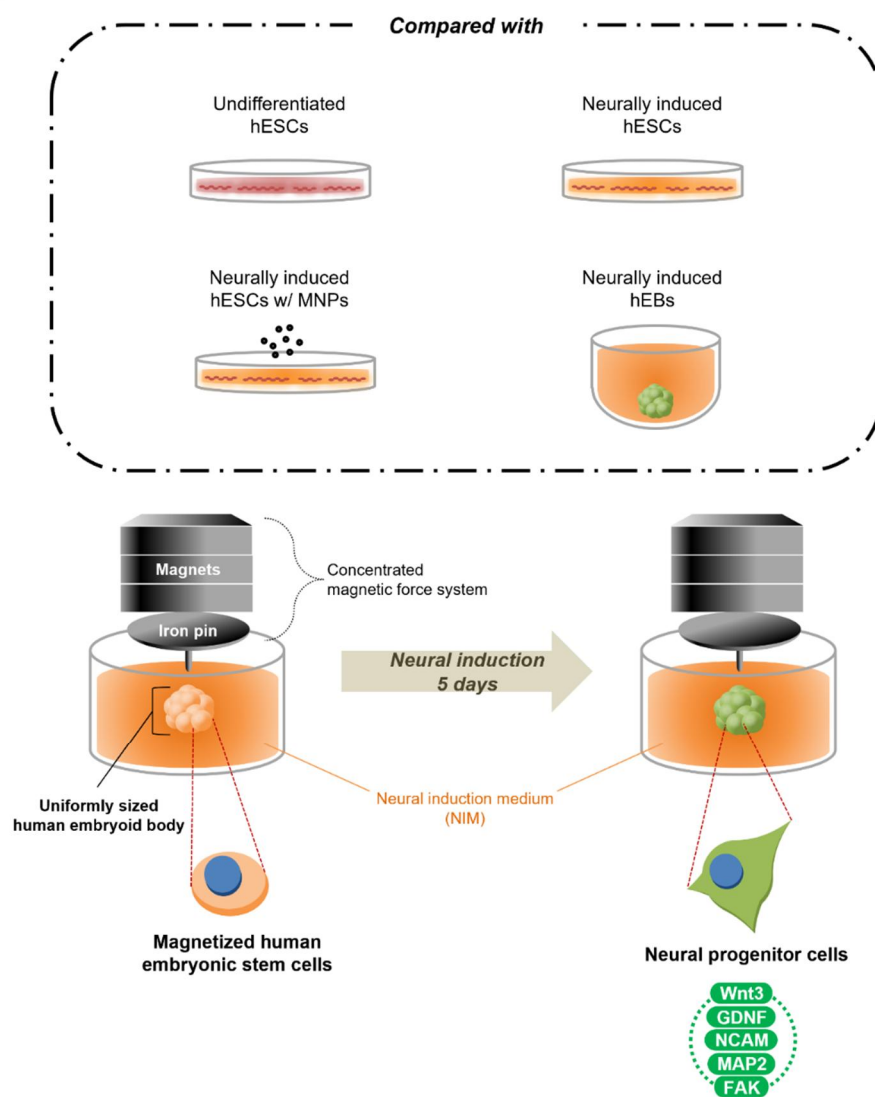 Compared with
Undifferentiated
hESCs
Neurally induced
hESCs
Neurally induced
hESCs w/ MNPs
Neurally induced
hEBs
Magnets
Iron pin
Concentrated
magnetic force system
Neural induction
5 days
Uniformly sized
human embryoid body
Neural induction medium
(NIM)
Magnetized human
embryonic stem cells
Neural progenitor cells
Wnt3
GDNF
NCAM
MAP2
FAK